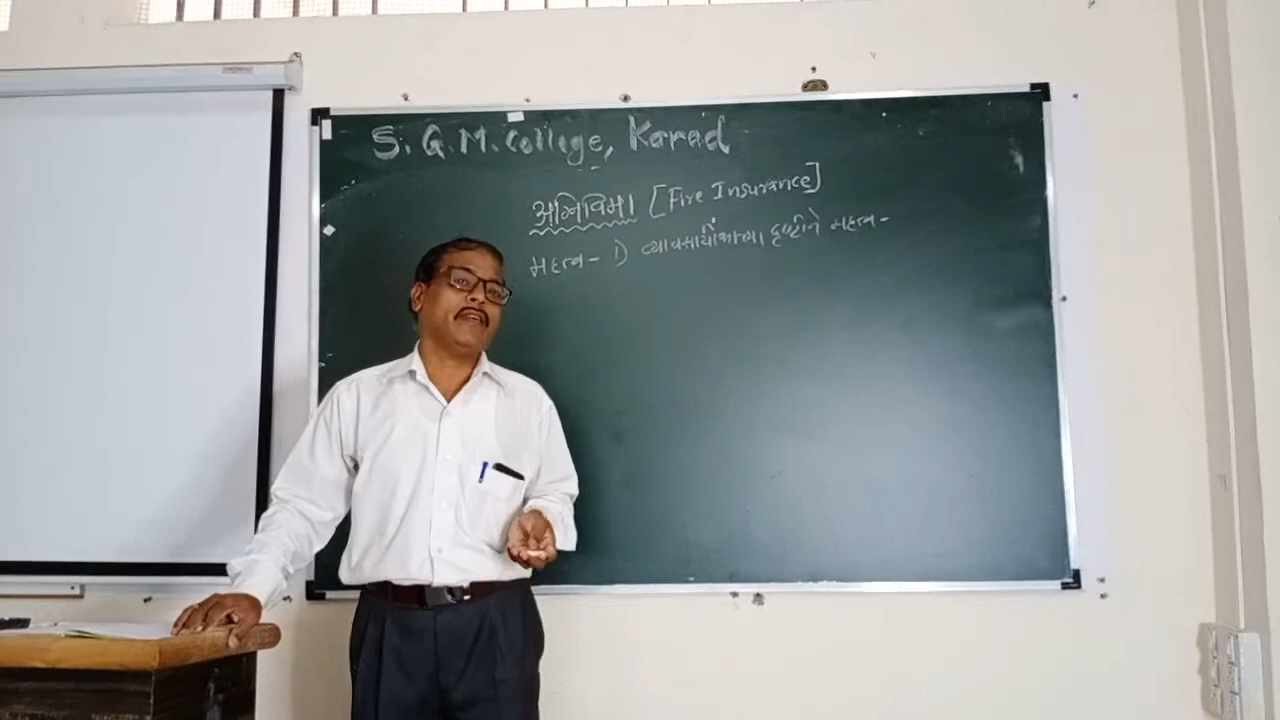 S. G. M. College, Karad
अग्निविमा [Fire Insurance]
महत्व - 1) व्यावसायींच्या दृष्टीने महत्व -